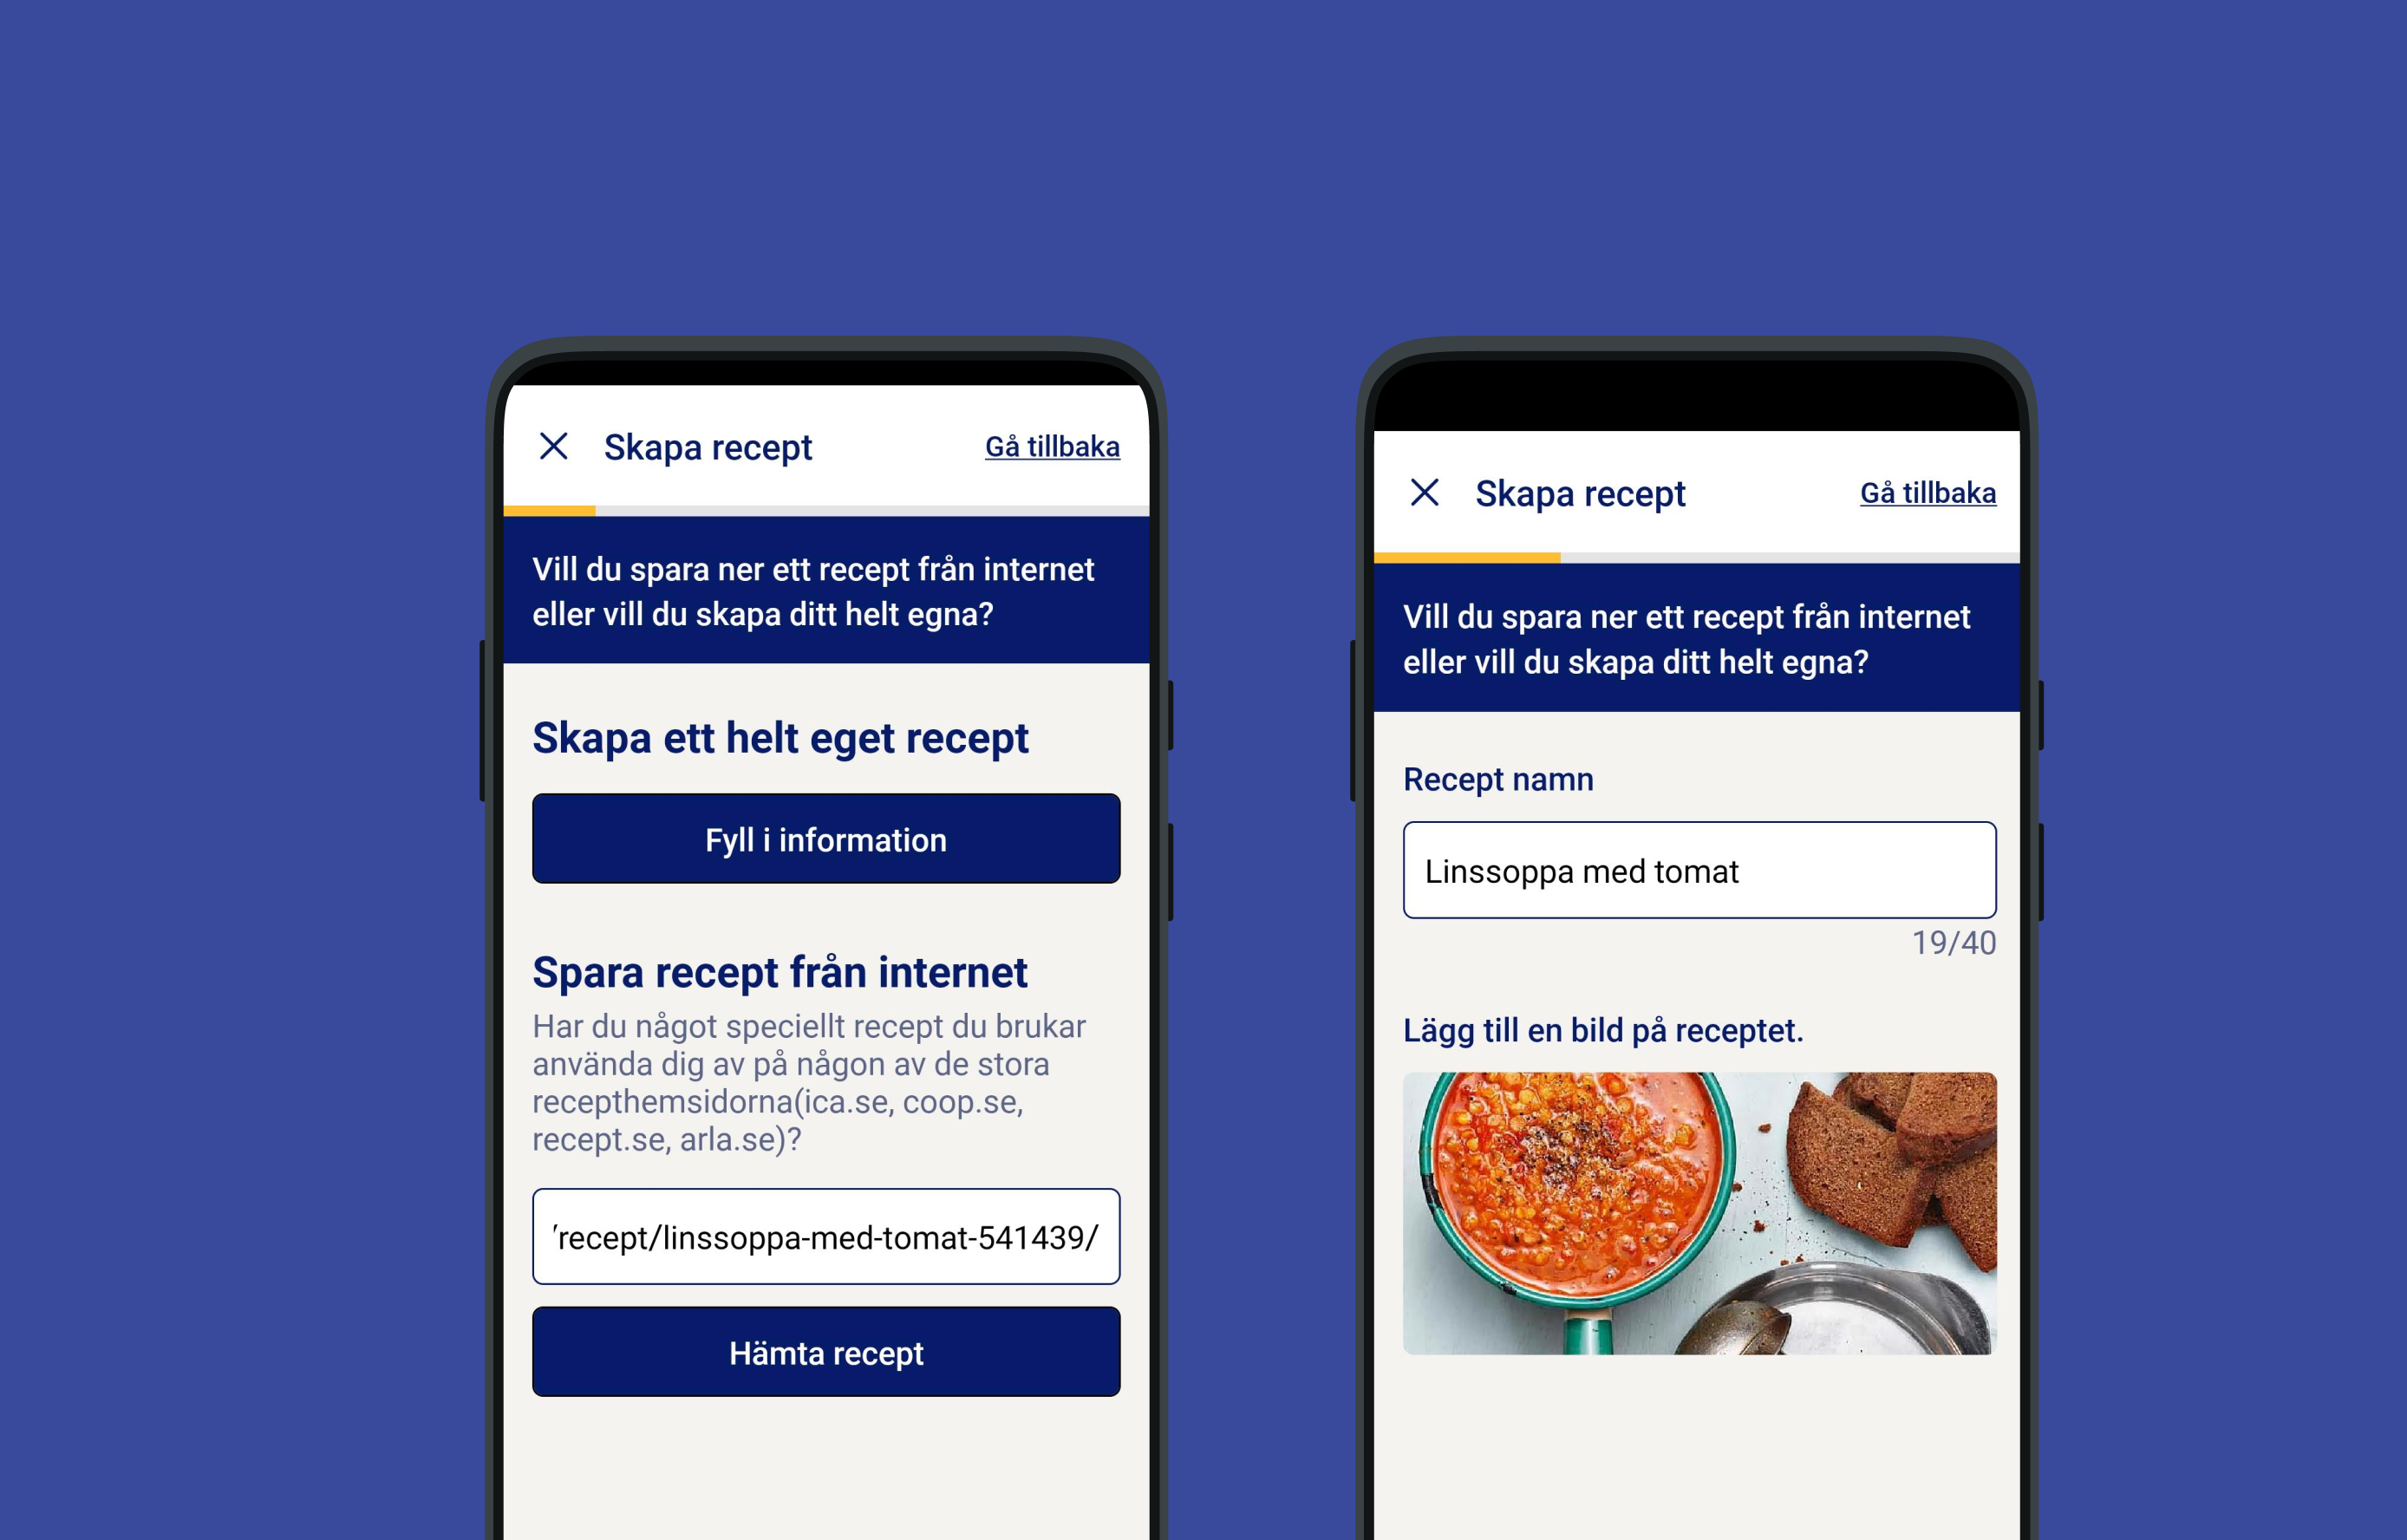 Skapa recept
Gå tillbaka
Vill du spara ner ett recept från internet
eller vill du skapa ditt helt egna?
Skapa ett helt eget recept
Fyll i information
Spara recept från internet
Har du något speciellt recept du brukar
använda dig av på någon av de stora
recepthemsidorna(ica.se, coop.se,
recept.se, arla.se)?
/recept/linssoppa-med-tomat-541439/
Hämta recept
Skapa recept
Gå tillbaka
Vill du spara ner ett recept från internet
eller vill du skapa ditt helt egna?
Recept namn
Linssoppa med tomat
19/40
Lägg till en bild på receptet.